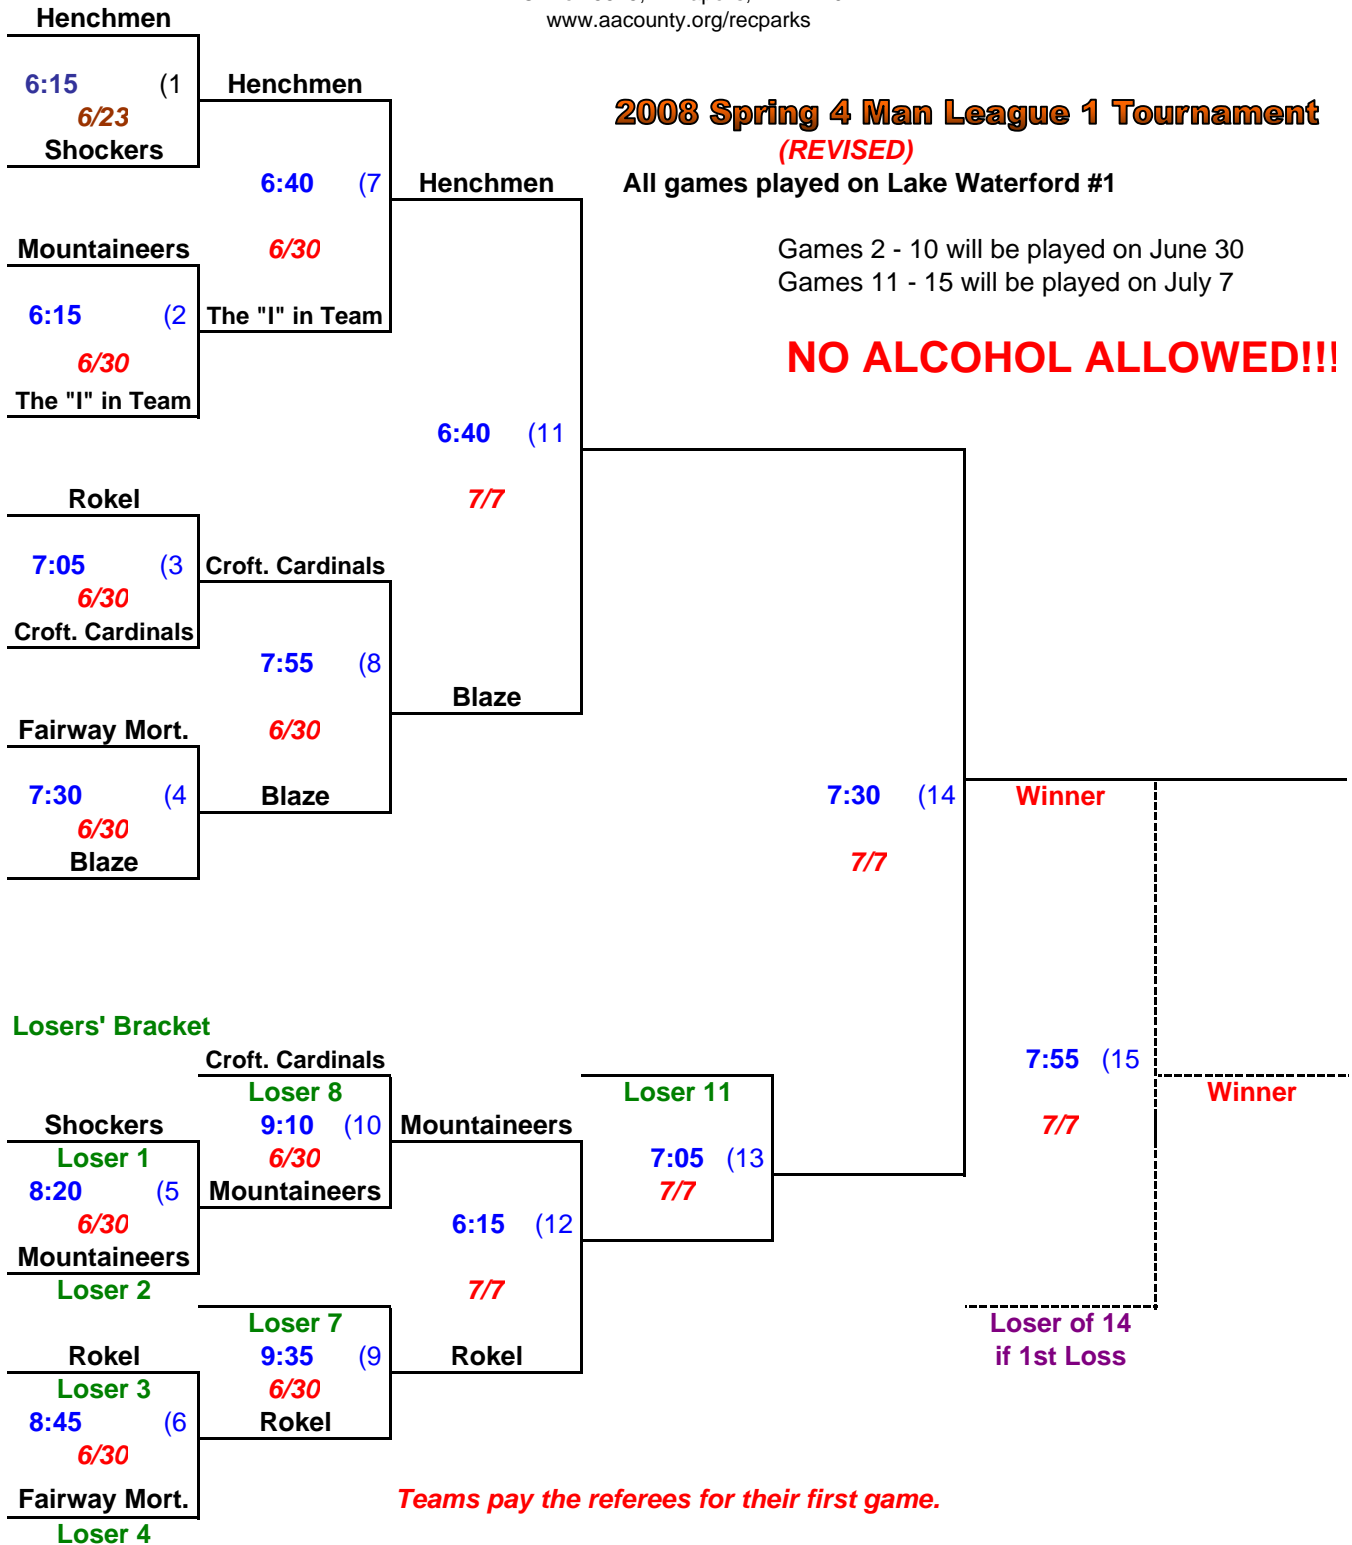 www.aacounty.org/recparks
2008 Spring 4 Man League 1 Tournament
(REVISED)
All games played on Lake Waterford #1
Games 2 - 10 will be played on June 30
Games 11 - 15 will be played on July 7
NO ALCOHOL ALLOWED!!!
Henchmen
6:15 (1
6/23
Shockers
Henchmen
6:40 (7
6/30
Henchmen
Mountaineers
6:15 (2
6/30
The "I" in Team
The "I" in Team
6:40 (11
7/7
Rokel
7:05 (3
6/30
Croft. Cardinals
Croft. Cardinals
7:55 (8
6/30
Blaze
Fairway Mort.
7:30 (4
6/30
Blaze
Blaze
7:30 (14
7/7
Winner
Losers' Bracket
Croft. Cardinals
Loser 8
9:10 (10
6/30
Mountaineers
Shockers
Loser 1
8:20 (5
6/30
Mountaineers
Loser 2
Mountaineers
6:15 (12
7/7
Loser 11
7:05 (13
7/7
7:55 (15
7/7
Winner
Loser 7
9:35 (9
6/30
Rokel
Rokel
Rokel
Loser 3
8:45 (6
6/30
Fairway Mort.
Loser 4
Loser of 14
if 1st Loss
Teams pay the referees for their first game.